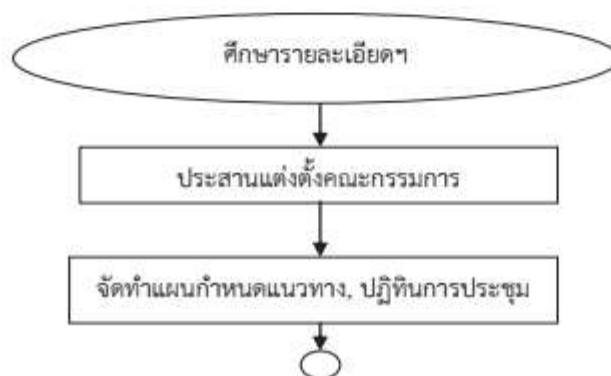 ศึกษารายละเอียดฯ
ประสานแต่งตั้งคณะกรรมการ
จัดทำแผนกำหนดแนวทาง, ปฏิทินการประชุม